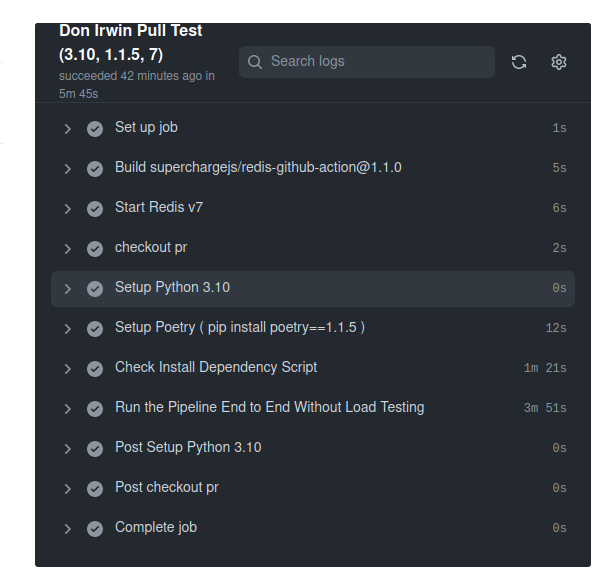 Don Irwin Pull Test
(3.10, 1.1.5, 7)
succeeded 42 minutes ago in
5m 45s
Search logs
Set up job 1s
Build superchargejs/redis-github-action@1.1.0 5s
Start Redis v7 6s
checkout pr 2s
Setup Python 3.10 0s
Setup Poetry ( pip install poetry==1.1.5 ) 12s
Check Install Dependency Script 1m 21s
Run the Pipeline End to End Without Load Testing 3m 51s
Post Setup Python 3.10 0s
Post checkout pr 0s
Complete job 0s